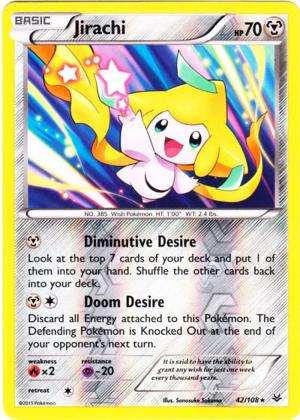 BASIC
Jirachi
HP70
NO. 385 Wish Pokémon HT. 1'00" WT. 2.4 lbs.
Diminutive Desire
Look at the top 7 cards of your deck and put 1 of
them into your hand. Shuffle the other cards back
into your deck.
Doom Desire
Discard all Energy attached to this Pokémon. The
Defending Pokémon is Knocked Out at the end of
your opponent's next turn.
weakness
×2
resistance
-20
retreat
It is said to have the ability to
grant any wish for just one week
every thousand years.
Illus. Sanosuke Sakuma
42/108
©2015 Pokémon